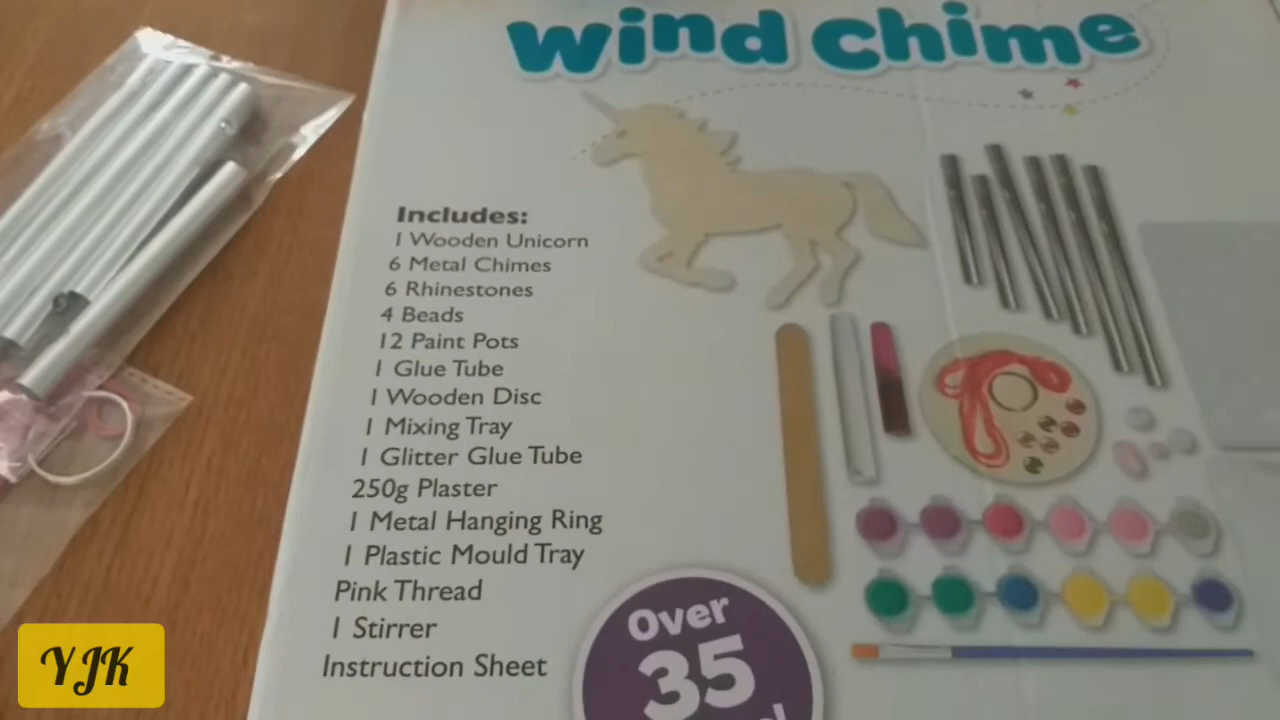 Wind Chime
Includes:
1 Wooden Unicorn
6 Metal Chimes
6 Rhinestones
4 Beads
12 Paint Pots
1 Glue Tube
1 Wooden Disc
1 Mixing Tray
1 Glitter Glue Tube
250g Plaster
1 Metal Hanging Ring
1 Plastic Mould Tray
Pink Thread
1 Stirrer
Instruction Sheet
Over
35
YJK